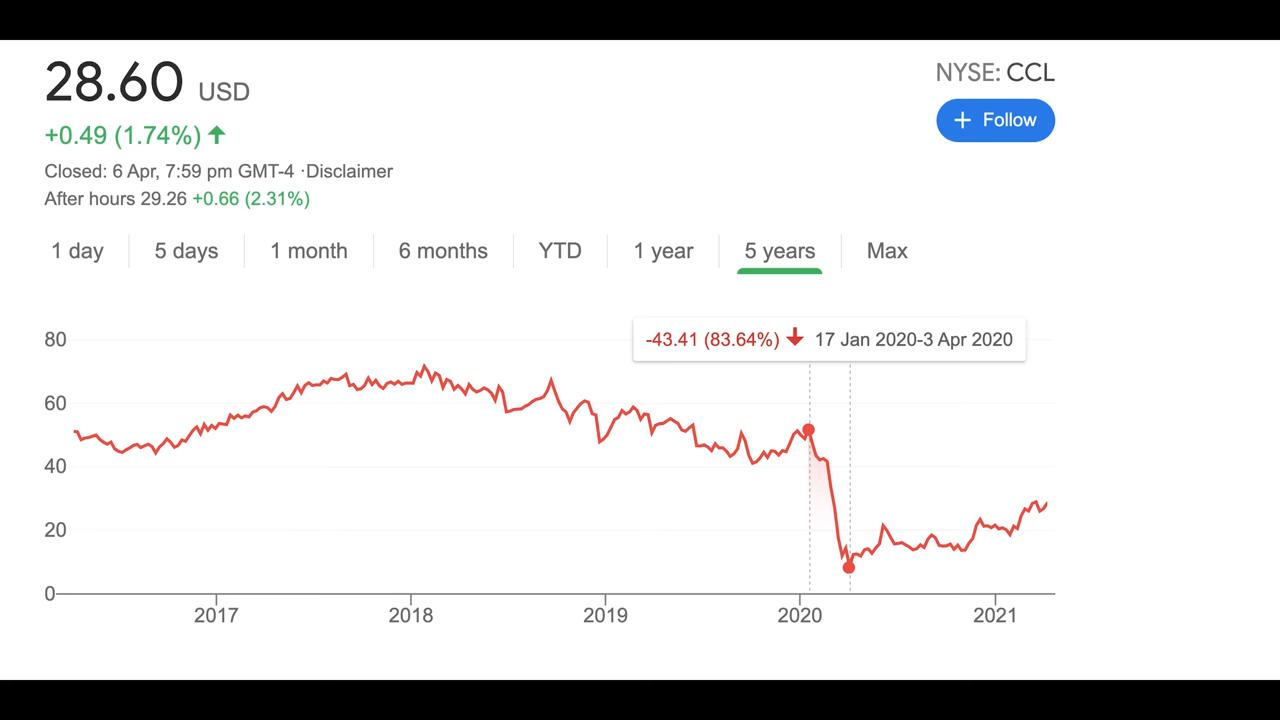 28.60 USD
NYSE: CCL
+0.49 (1.74%) ↑
+ Follow
Closed: 6 Apr, 7:59 pm GMT-4 ·Disclaimer
After hours 29.26 +0.66 (2.31%)
1 day 5 days 1 month 6 months YTD 1 year 5 years Max
-43.41 (83.64%) ↓ 17 Jan 2020-3 Apr 2020
80
60
40
20
0
2017 2018 2019 2020 2021